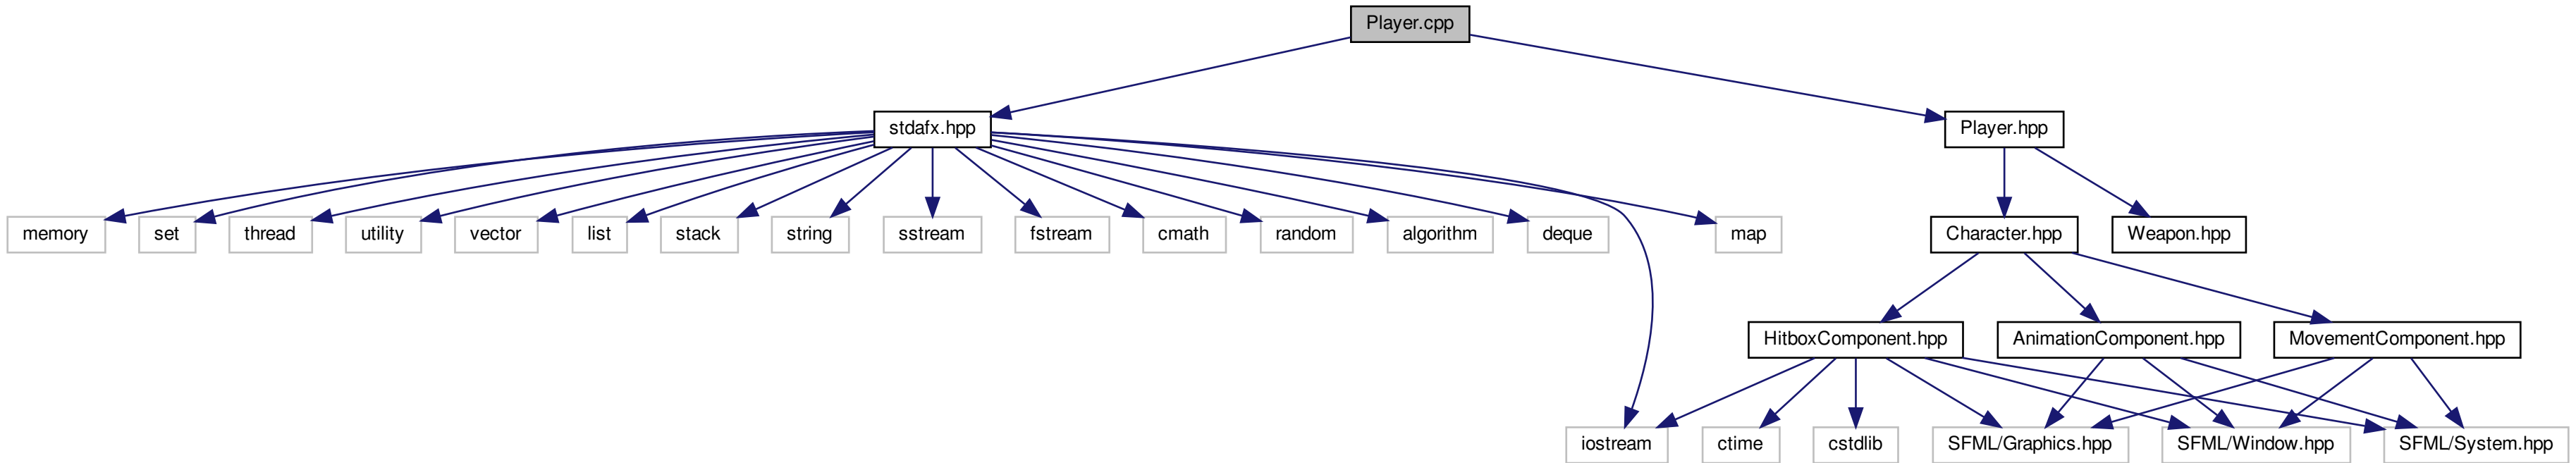 Player.cpp
stdafx.hpp
Player.hpp
memory
set
thread
utility
vector
list
stack
string
sstream
fstream
cmath
random
algorithm
deque
map
Character.hpp
Weapon.hpp
HitboxComponent.hpp
AnimationComponent.hpp
MovementComponent.hpp
iostream
ctime
cstdlib
SFML/Graphics.hpp
SFML/Window.hpp
SFML/System.hpp